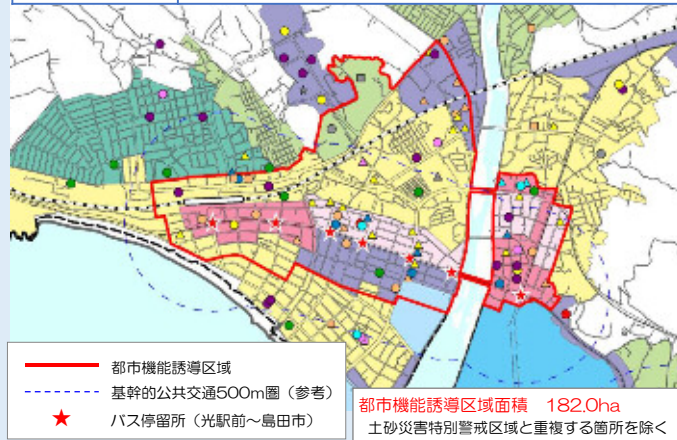 都市機能誘導区域
基幹的公共交通500m圏（参考）
バス停留所（光駅前～島田市）
都市機能誘導区域面積　182.0ha
土砂災害特別警戒区域と重複する箇所を除く